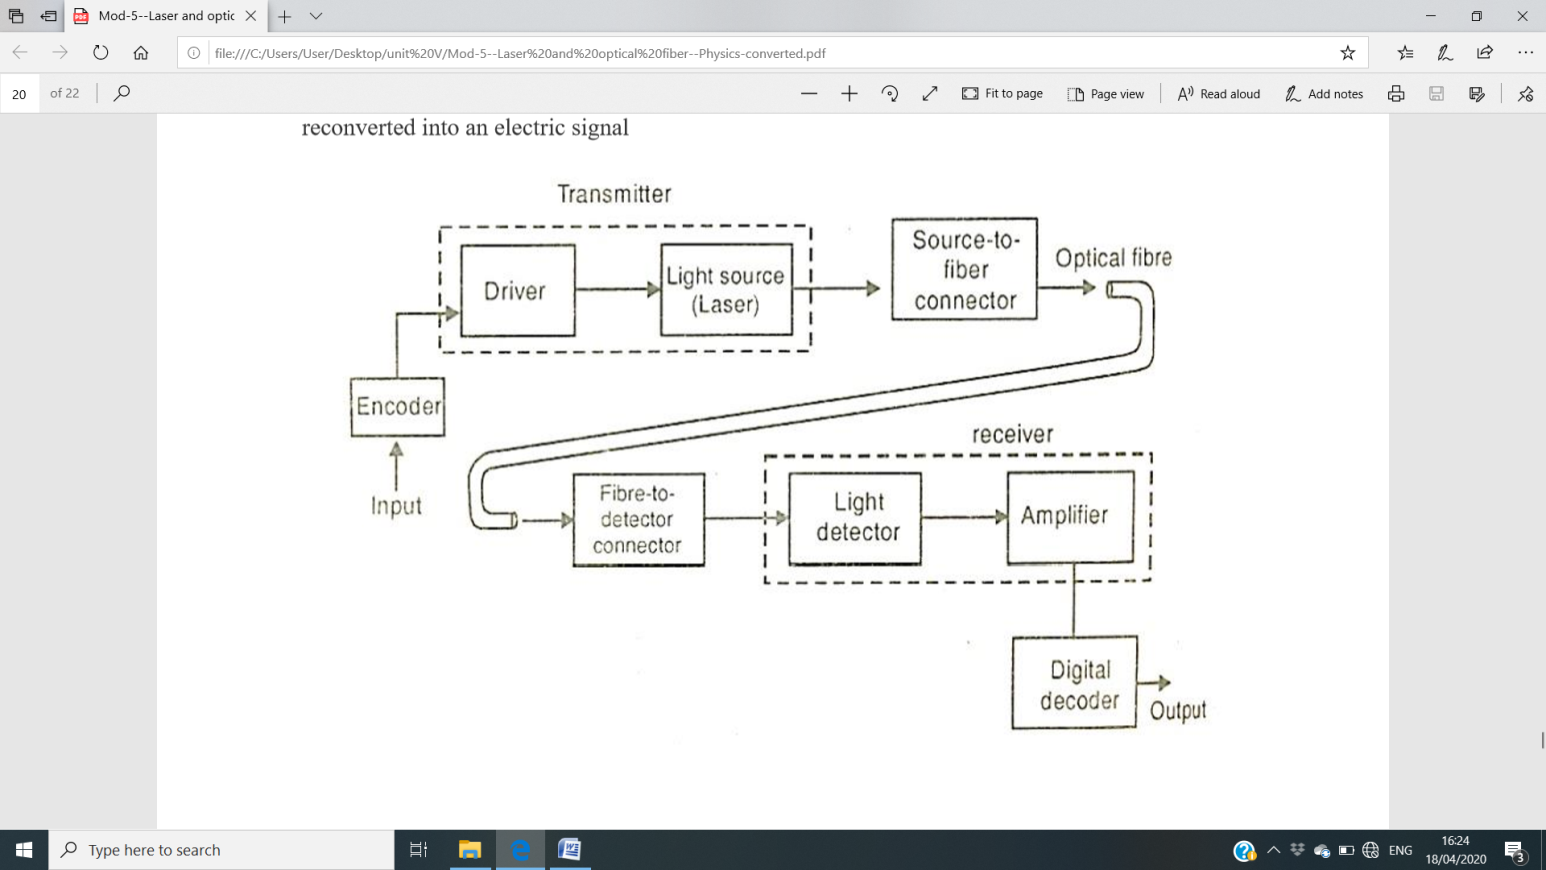 Mod-5--Laser and optic
file:///C:/Users/User/Desktop/unit%20V/Mod-5--Laser%20and%20optical%20fiber--Physics-converted.pdf
20 of 22
Fit to page
Page view
Read aloud
Add notes
reconverted into an electric signal
Transmitter
Driver
Light source
(Laser)
Source-to-
fiber
connector
Optical fibre
Encoder
Input
receiver
Fibre-to-
detector
connector
Light
detector
Amplifier
Digital
decoder
Output
Type here to search
ENG
16:24
18/04/2020
3